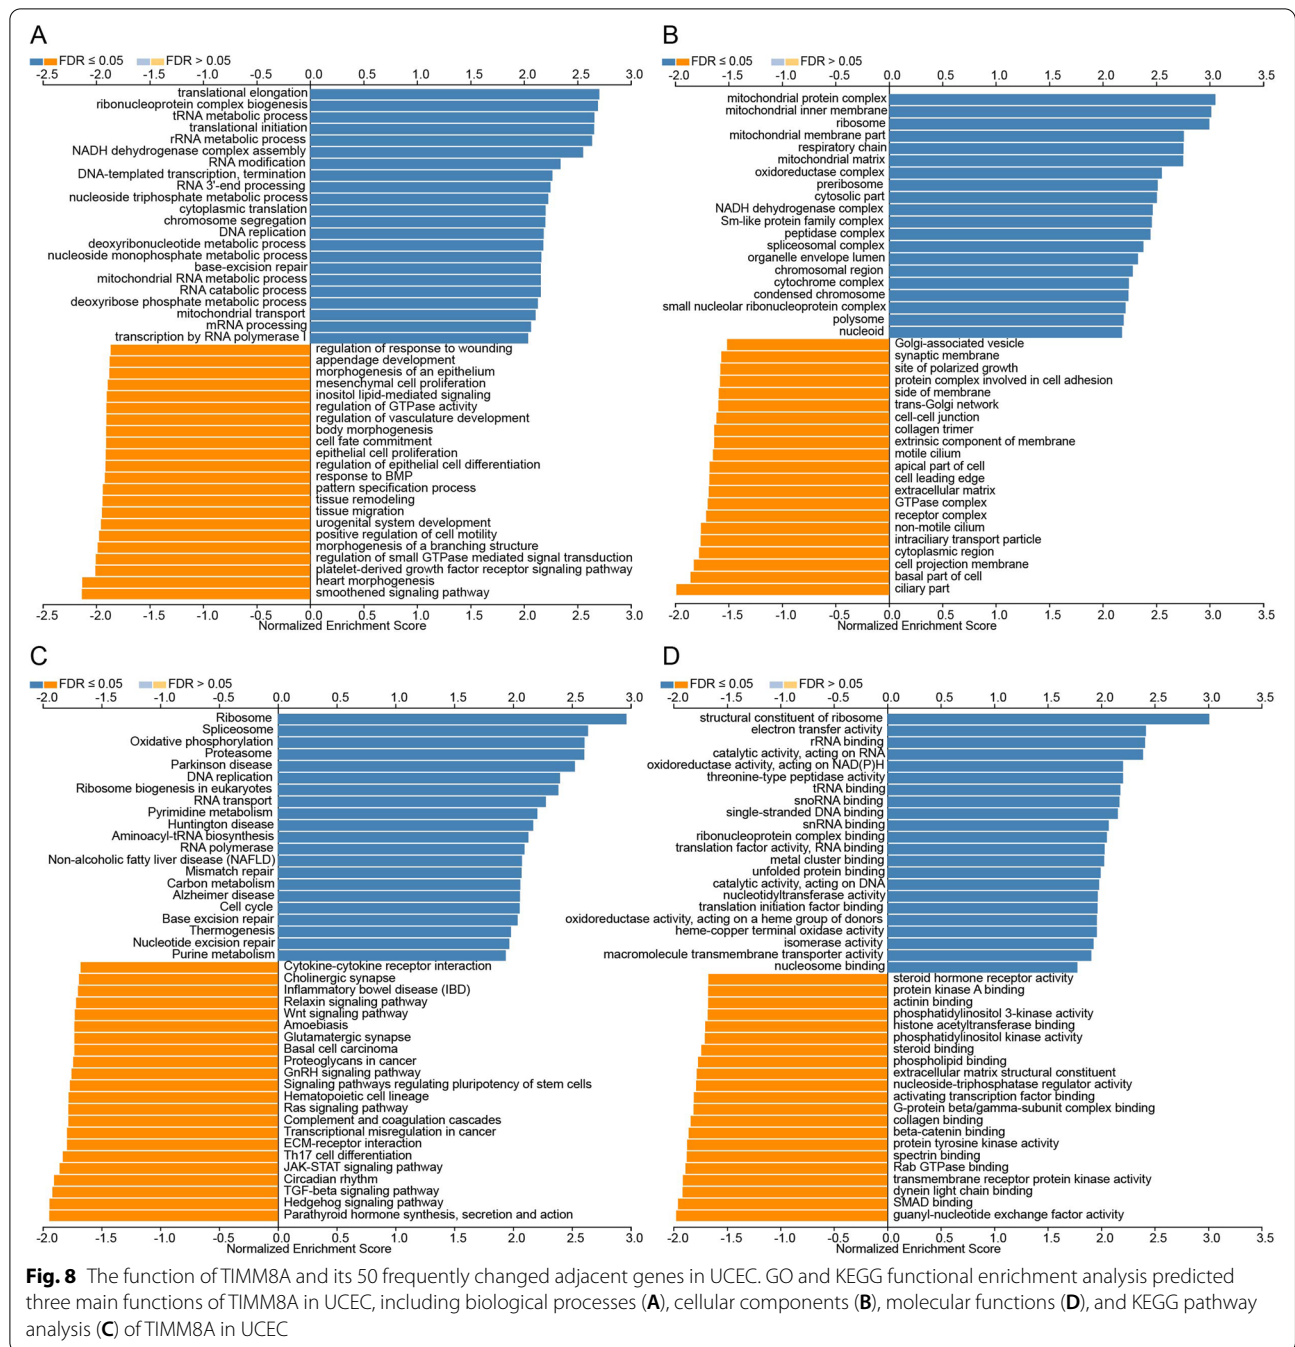 A
FDR ≤ 0.05 FDR > 0.05
-2.5 -2.0 -1.5 -1.0 -0.5 0.0 0.5 1.0 1.5 2.0 2.5 3.0
translational elongation
ribonucleoprotein complex biogenesis
tRNA metabolic process
translational initiation
rRNA metabolic process
NADH dehydrogenase complex assembly
RNA modification
DNA-templated transcription, termination
RNA 3'-end processing
nucleoside triphosphate metabolic process
cytoplasmic translation
chromosome segregation
DNA replication
deoxyribonucleotide metabolic process
nucleoside monophosphate metabolic process
base-excision repair
mitochondrial RNA metabolic process
RNA catabolic process
deoxyribose phosphate metabolic process
mitochondrial transport
mRNA processing
transcription by RNA polymerase I
regulation of response to wounding
appendage development
morphogenesis of an epithelium
mesenchymal cell proliferation
inositol lipid-mediated signaling
regulation of GTPase activity
regulation of vasculature development
body morphogenesis
cell fate commitment
epithelial cell proliferation
regulation of epithelial cell differentiation
response to BMP
pattern specification process
tissue remodeling
tissue migration
urogenital system development
positive regulation of cell motility
morphogenesis of a branching structure
regulation of small GTPase mediated signal transduction
platelet-derived growth factor receptor signaling pathway
heart morphogenesis
smoothened signaling pathway
-2.5 -2.0 -1.5 -1.0 -0.5 0.0 0.5 1.0 1.5 2.0 2.5 3.0
Normalized Enrichment Score
B
FDR ≤ 0.05 FDR > 0.05
-2.0 -1.5 -1.0 -0.5 0.0 0.5 1.0 1.5 2.0 2.5 3.0 3.5
mitochondrial protein complex
mitochondrial inner membrane
ribosome
mitochondrial membrane part
respiratory chain
mitochondrial matrix
oxidoreductase complex
preribosome
cytosolic part
NADH dehydrogenase complex
Sm-like protein family complex
peptidase complex
spliceosomal complex
organelle envelope lumen
chromosomal region
cytochrome complex
condensed chromosome
small nucleolar ribonucleoprotein complex
polysome
nucleoid
Golgi-associated vesicle
synaptic membrane
site of polarized growth
protein complex involved in cell adhesion
side of membrane
trans-Golgi network
cell-cell junction
collagen trimer
extrinsic component of membrane
motile cilium
apical part of cell
cell leading edge
extracellular matrix
GTPase complex
receptor complex
non-motile cilium
intraciliary transport particle
cytoplasmic region
cell projection membrane
basal part of cell
ciliary part
-2.0 -1.5 -1.0 -0.5 0.0 0.5 1.0 1.5 2.0 2.5 3.0 3.5
Normalized Enrichment Score
C
FDR ≤ 0.05 FDR > 0.05
-2.0 -1.5 -1.0 -0.5 0.0 0.5 1.0 1.5 2.0 2.5 3.0
Ribosome
Spliceosome
Oxidative phosphorylation
Proteasome
Parkinson disease
DNA replication
Ribosome biogenesis in eukaryotes
RNA transport
Pyrimidine metabolism
Huntington disease
Aminoacyl-tRNA biosynthesis
RNA polymerase
Non-alcoholic fatty liver disease (NAFLD)
Mismatch repair
Carbon metabolism
Alzheimer disease
Cell cycle
Base excision repair
Thermogenesis
Nucleotide excision repair
Purine metabolism
Cytokine-cytokine receptor interaction
Cholinergic synapse
Inflammatory bowel disease (IBD)
Relaxin signaling pathway
Wnt signaling pathway
Amoebiasis
Glutamatergic synapse
Basal cell carcinoma
Proteoglycans in cancer
GnRH signaling pathway
Signaling pathways regulating pluripotency of stem cells
Hematopoietic cell lineage
Ras signaling pathway
Complement and coagulation cascades
Transcriptional misregulation in cancer
ECM-receptor interaction
Th17 cell differentiation
JAK-STAT signaling pathway
Circadian rhythm
TGF-beta signaling pathway
Hedgehog signaling pathway
Parathyroid hormone synthesis, secretion and action
-2.0 -1.5 -1.0 -0.5 0.0 0.5 1.0 1.5 2.0 2.5 3.0
Normalized Enrichment Score
D
FDR ≤ 0.05 FDR > 0.05
-2.0 -1.5 -1.0 -0.5 0.0 0.5 1.0 1.5 2.0 2.5 3.0 3.5
structural constituent of ribosome
electron transfer activity
rRNA binding
catalytic activity, acting on RNA
oxidoreductase activity, acting on NAD(P)H
threonine-type peptidase activity
tRNA binding
snoRNA binding
single-stranded DNA binding
snRNA binding
ribonucleoprotein complex binding
translation factor activity, RNA binding
metal cluster binding
unfolded protein binding
catalytic activity, acting on DNA
nucleotidyltransferase activity
translation initiation factor binding
oxidoreductase activity, acting on a heme group of donors
heme-copper terminal oxidase activity
isomerase activity
macromolecule transmembrane transporter activity
nucleosome binding
steroid hormone receptor activity
protein kinase A binding
actinin binding
phosphatidylinositol 3-kinase activity
histone acetyltransferase binding
phosphatidylinositol kinase activity
steroid binding
phospholipid binding
extracellular matrix structural constituent
nucleoside-triphosphatase regulator activity
activating transcription factor binding
G-protein beta/gamma-subunit complex binding
collagen binding
beta-catenin binding
protein tyrosine kinase activity
spectrin binding
Rab GTPase binding
transmembrane receptor protein kinase activity
dynein light chain binding
SMAD binding
guanyl-nucleotide exchange factor activity
-2.0 -1.5 -1.0 -0.5 0.0 0.5 1.0 1.5 2.0 2.5 3.0 3.5
Normalized Enrichment Score
Fig. 8 The function of TIMM8A and its 50 frequently changed adjacent genes in UCEC. GO and KEGG functional enrichment analysis predicted
three main functions of TIMM8A in UCEC, including biological processes (A), cellular components (B), molecular functions (D), and KEGG pathway
analysis (C) of TIMM8A in UCEC